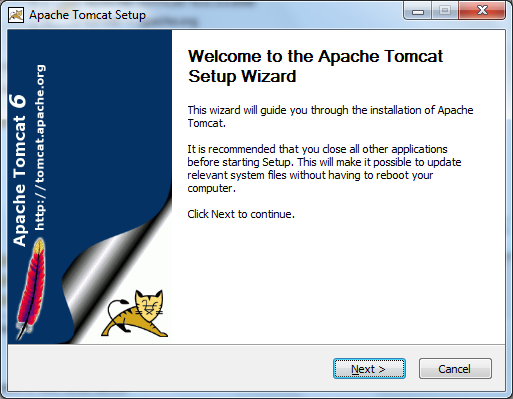 Apache Tomcat Setup
Apache Tomcat 6
http://tomcat.apache.org
Welcome to the Apache Tomcat
Setup Wizard
This wizard will guide you through the installation of Apache
Tomcat.
It is recommended that you close all other applications
before starting Setup. This will make it possible to update
relevant system files without having to reboot your
computer.
Click Next to continue.
Next >
Cancel